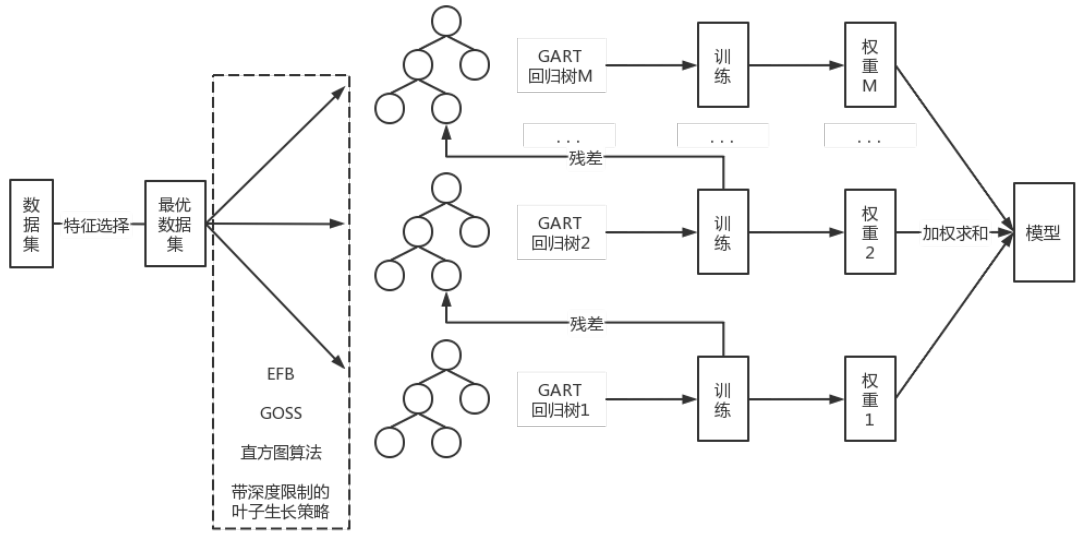 数
据
集
特征选择
最优
数据
集
EFB
GOSS
直方图算法
带深度限制的
叶子生长策略
GART
回归树M
训
练
权
重
M
...
...
...
残差
GART
回归树2
训
练
权
重
2
加权求和
模型
残差
GART
回归树1
训
练
权
重
1